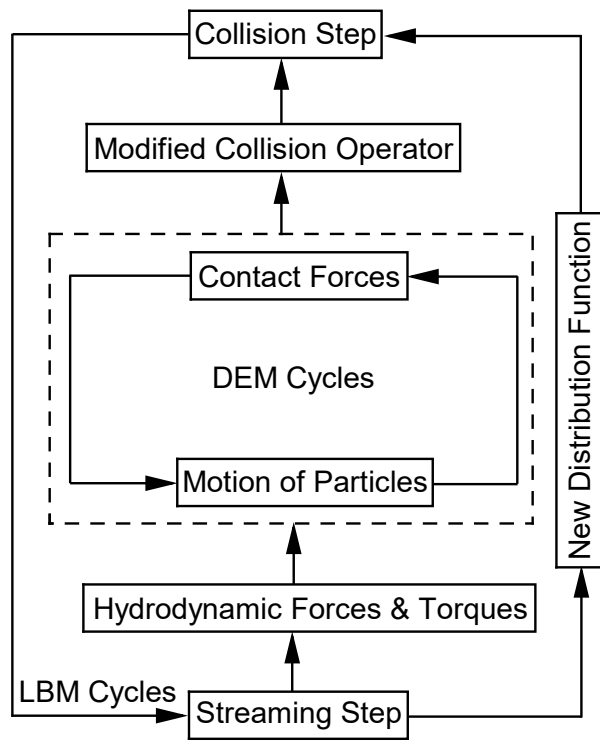 Collision Step
Modified Collision Operator
Contact Forces
DEM Cycles
Motion of Particles
New Distribution Function
Hydrodynamic Forces & Torques
LBM Cycles
Streaming Step